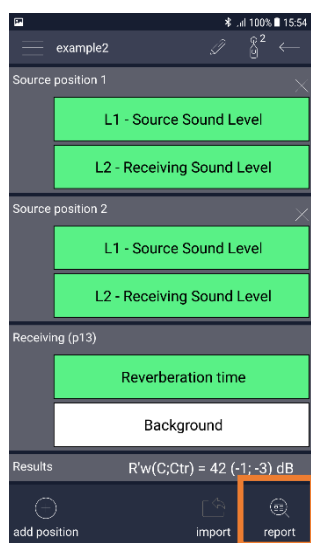 100% 15:54
example2
2
Source position 1
L1 - Source Sound Level
L2 - Receiving Sound Level
Source position 2
L1 - Source Sound Level
L2 - Receiving Sound Level
Receiving (p13)
Reverberation time
Background
Results R'w(C;Ctr) = 42 (-1; -3) dB
add position import report